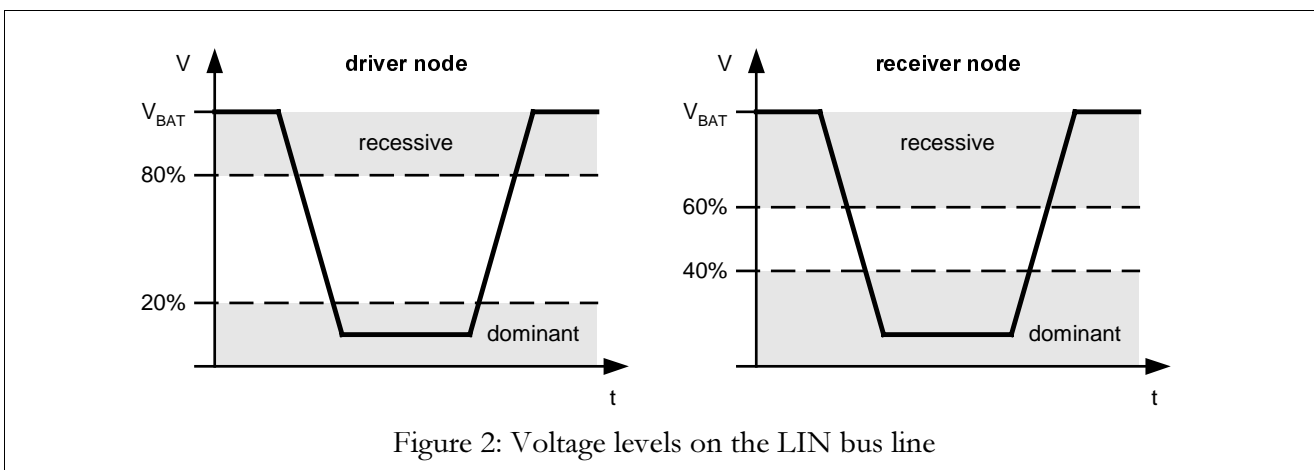 V driver node
V_BAT
recessive
80%
20%
dominant
t
V receiver node
V_BAT
recessive
60%
40%
dominant
t
Figure 2: Voltage levels on the LIN bus line